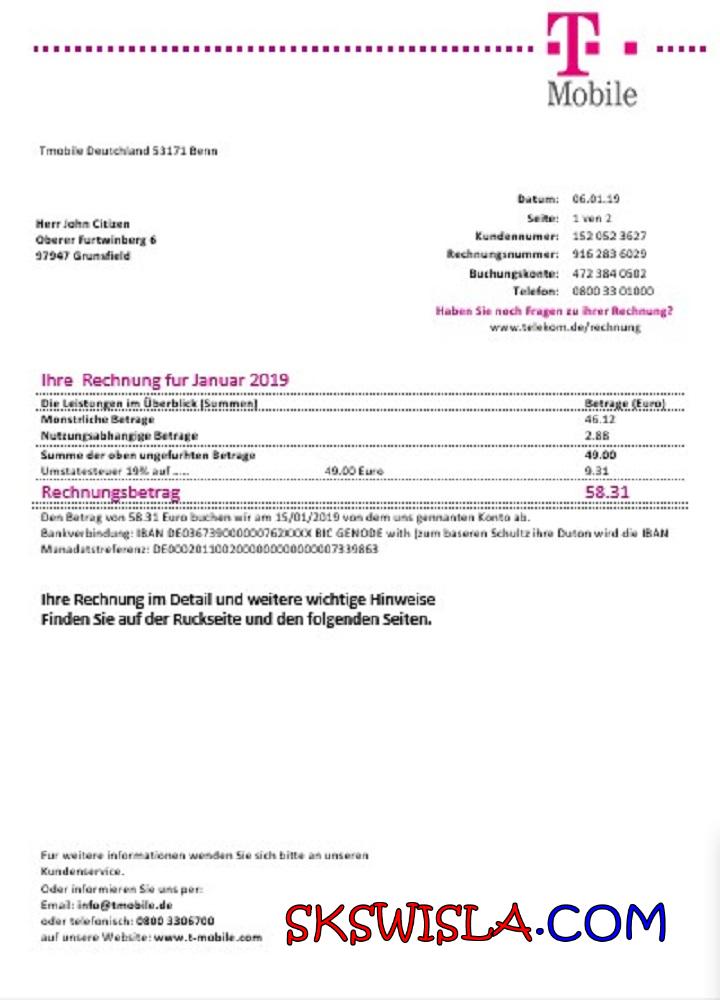 T
Mobile
Tmobile Deutchland 53171 Benn
Datum: 06.01.19
Seite: 1 ven 2
Kundennumer: 152 052 3627
Rechnungsnummer: 916 283 6029
Buchungskonte: 472 384 0502
Telefon: 0800 33 01000
Herr John Citizen
Oberer Furtwinberg 6
97947 Grunsfield
Haben Sie noch Fragen zu ihrer Rechnung?
www.telekom.de/rechnung
Ihre Rechnung fur Januar 2019
Die Leistungen im Überblick (Summen) Betrage (Euro)
Monstrliche Betrage 46.12
Nutzungsabhangige Betrage 2.88
Summe der oben ungefurhten Betrage 49.00
Umstatesteuer 19% auf ..... 49.00 Euro 9.31
Rechnungsbetrag 58.31
Den Betrag von 58.31 Euro buchen wir am 15/01/2019 von dem uns gennanten Konto ab.
Bankverbindung: IBAN DE036739000000762XXXX BIC GENODE with (zum baseren Schultz ihre Duton wird die IBAN
Manadatstreferenz:
Ihre Rechnung im Detail und weitere wichtige Hinweise
Finden Sie auf der Ruckseite und den folgenden Seiten.
Fur weitere informationen wenden Sie sich bitte an unseren
Kundenservice.
Oder informieren Sie uns per:
Email: info@tmobile.de
oder telefonisch: 0800 3306700
auf unsere Website: www.t-mobile.com
SKSWISLA.COM